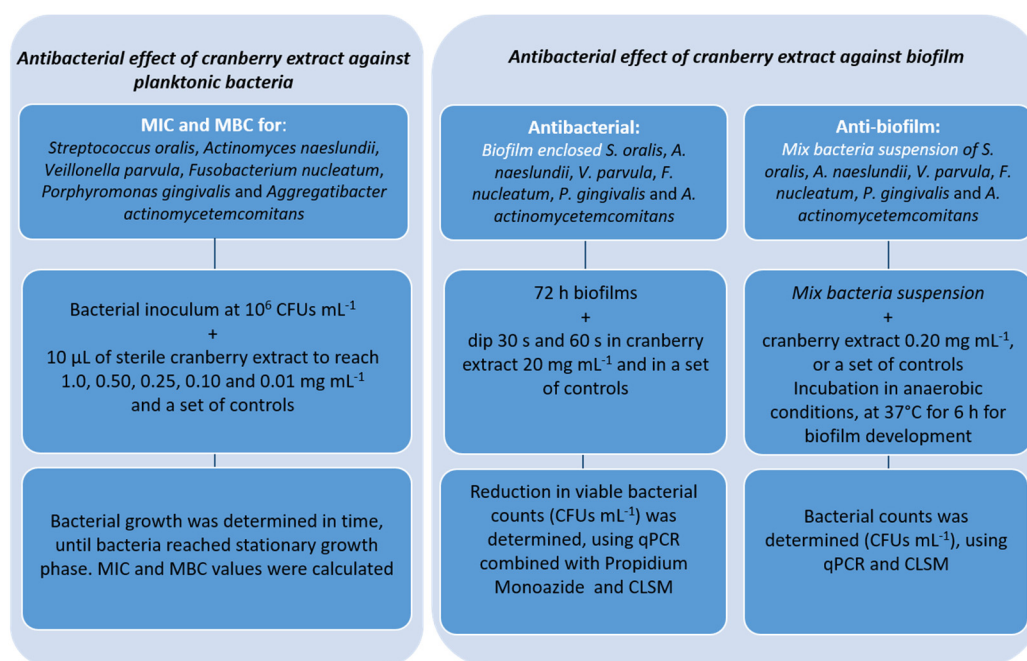 Antibacterial effect of cranberry extract against
planktonic bacteria
MIC and MBC for:
Streptococcus oralis, Actinomyces naeslundii,
Veillonella parvula, Fusobacterium nucleatum,
Porphyromonas gingivalis and Aggregatibacter
actinomycetemcomitans
Bacterial inoculum at 10⁶ CFUs mL⁻¹
+
10 µL of sterile cranberry extract to reach
1.0, 0.50, 0.25, 0.10 and 0.01 mg mL⁻¹
and a set of controls
Bacterial growth was determined in time,
until bacteria reached stationary growth
phase. MIC and MBC values were calculated
Antibacterial effect of cranberry extract against biofilm
Antibacterial:
Biofilm enclosed S. oralis, A.
naeslundii, V. parvula, F.
nucleatum, P. gingivalis and A.
actinomycetemcomitans
72 h biofilms
+
dip 30 s and 60 s in cranberry
extract 20 mg mL⁻¹ and in a set
of controls
Reduction in viable bacterial
counts (CFUs mL⁻¹) was
determined, using qPCR
combined with Propidium
Monoazide and CLSM
Anti-biofilm:
Mix bacteria suspension of S.
oralis, A. naeslundii, V. parvula, F.
nucleatum, P. gingivalis and A.
actinomycetemcomitans
Mix bacteria suspension
+
cranberry extract 0.20 mg mL⁻¹,
or a set of controls
Incubation in anaerobic
conditions, at 37°C for 6 h for
biofilm development
Bacterial counts was
determined (CFUs mL⁻¹), using
qPCR and CLSM